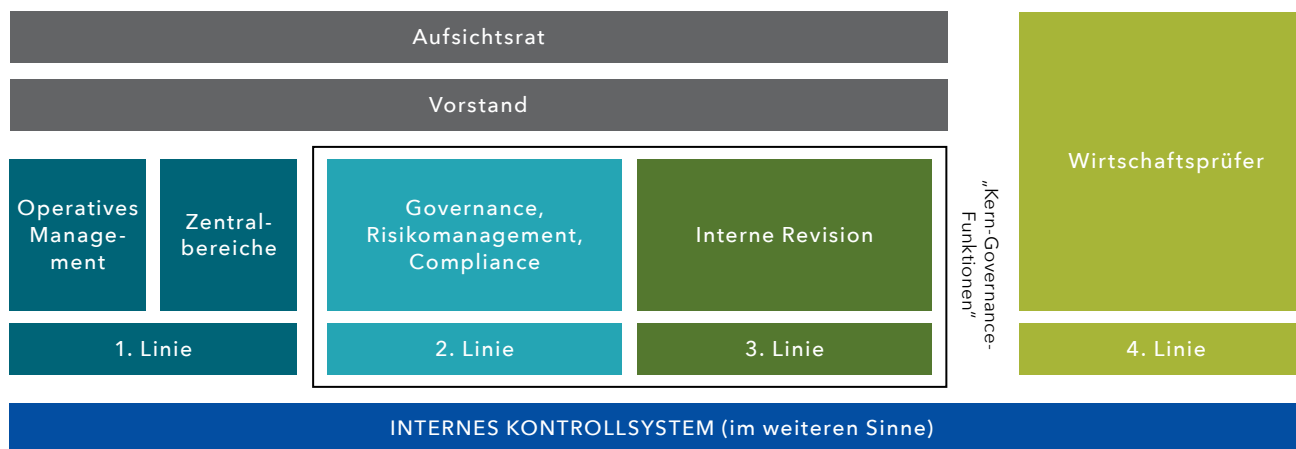 Aufsichtsrat
Vorstand
Operatives
Manage-
ment
Zentral-
bereiche
Governance,
Risikomanagement,
Compliance
Interne Revision
„Kern-Governance-
Funktionen“
Wirtschaftsprüfer
1. Linie
2. Linie
3. Linie
4. Linie
INTERNES KONTROLLSYSTEM (im weiteren Sinne)